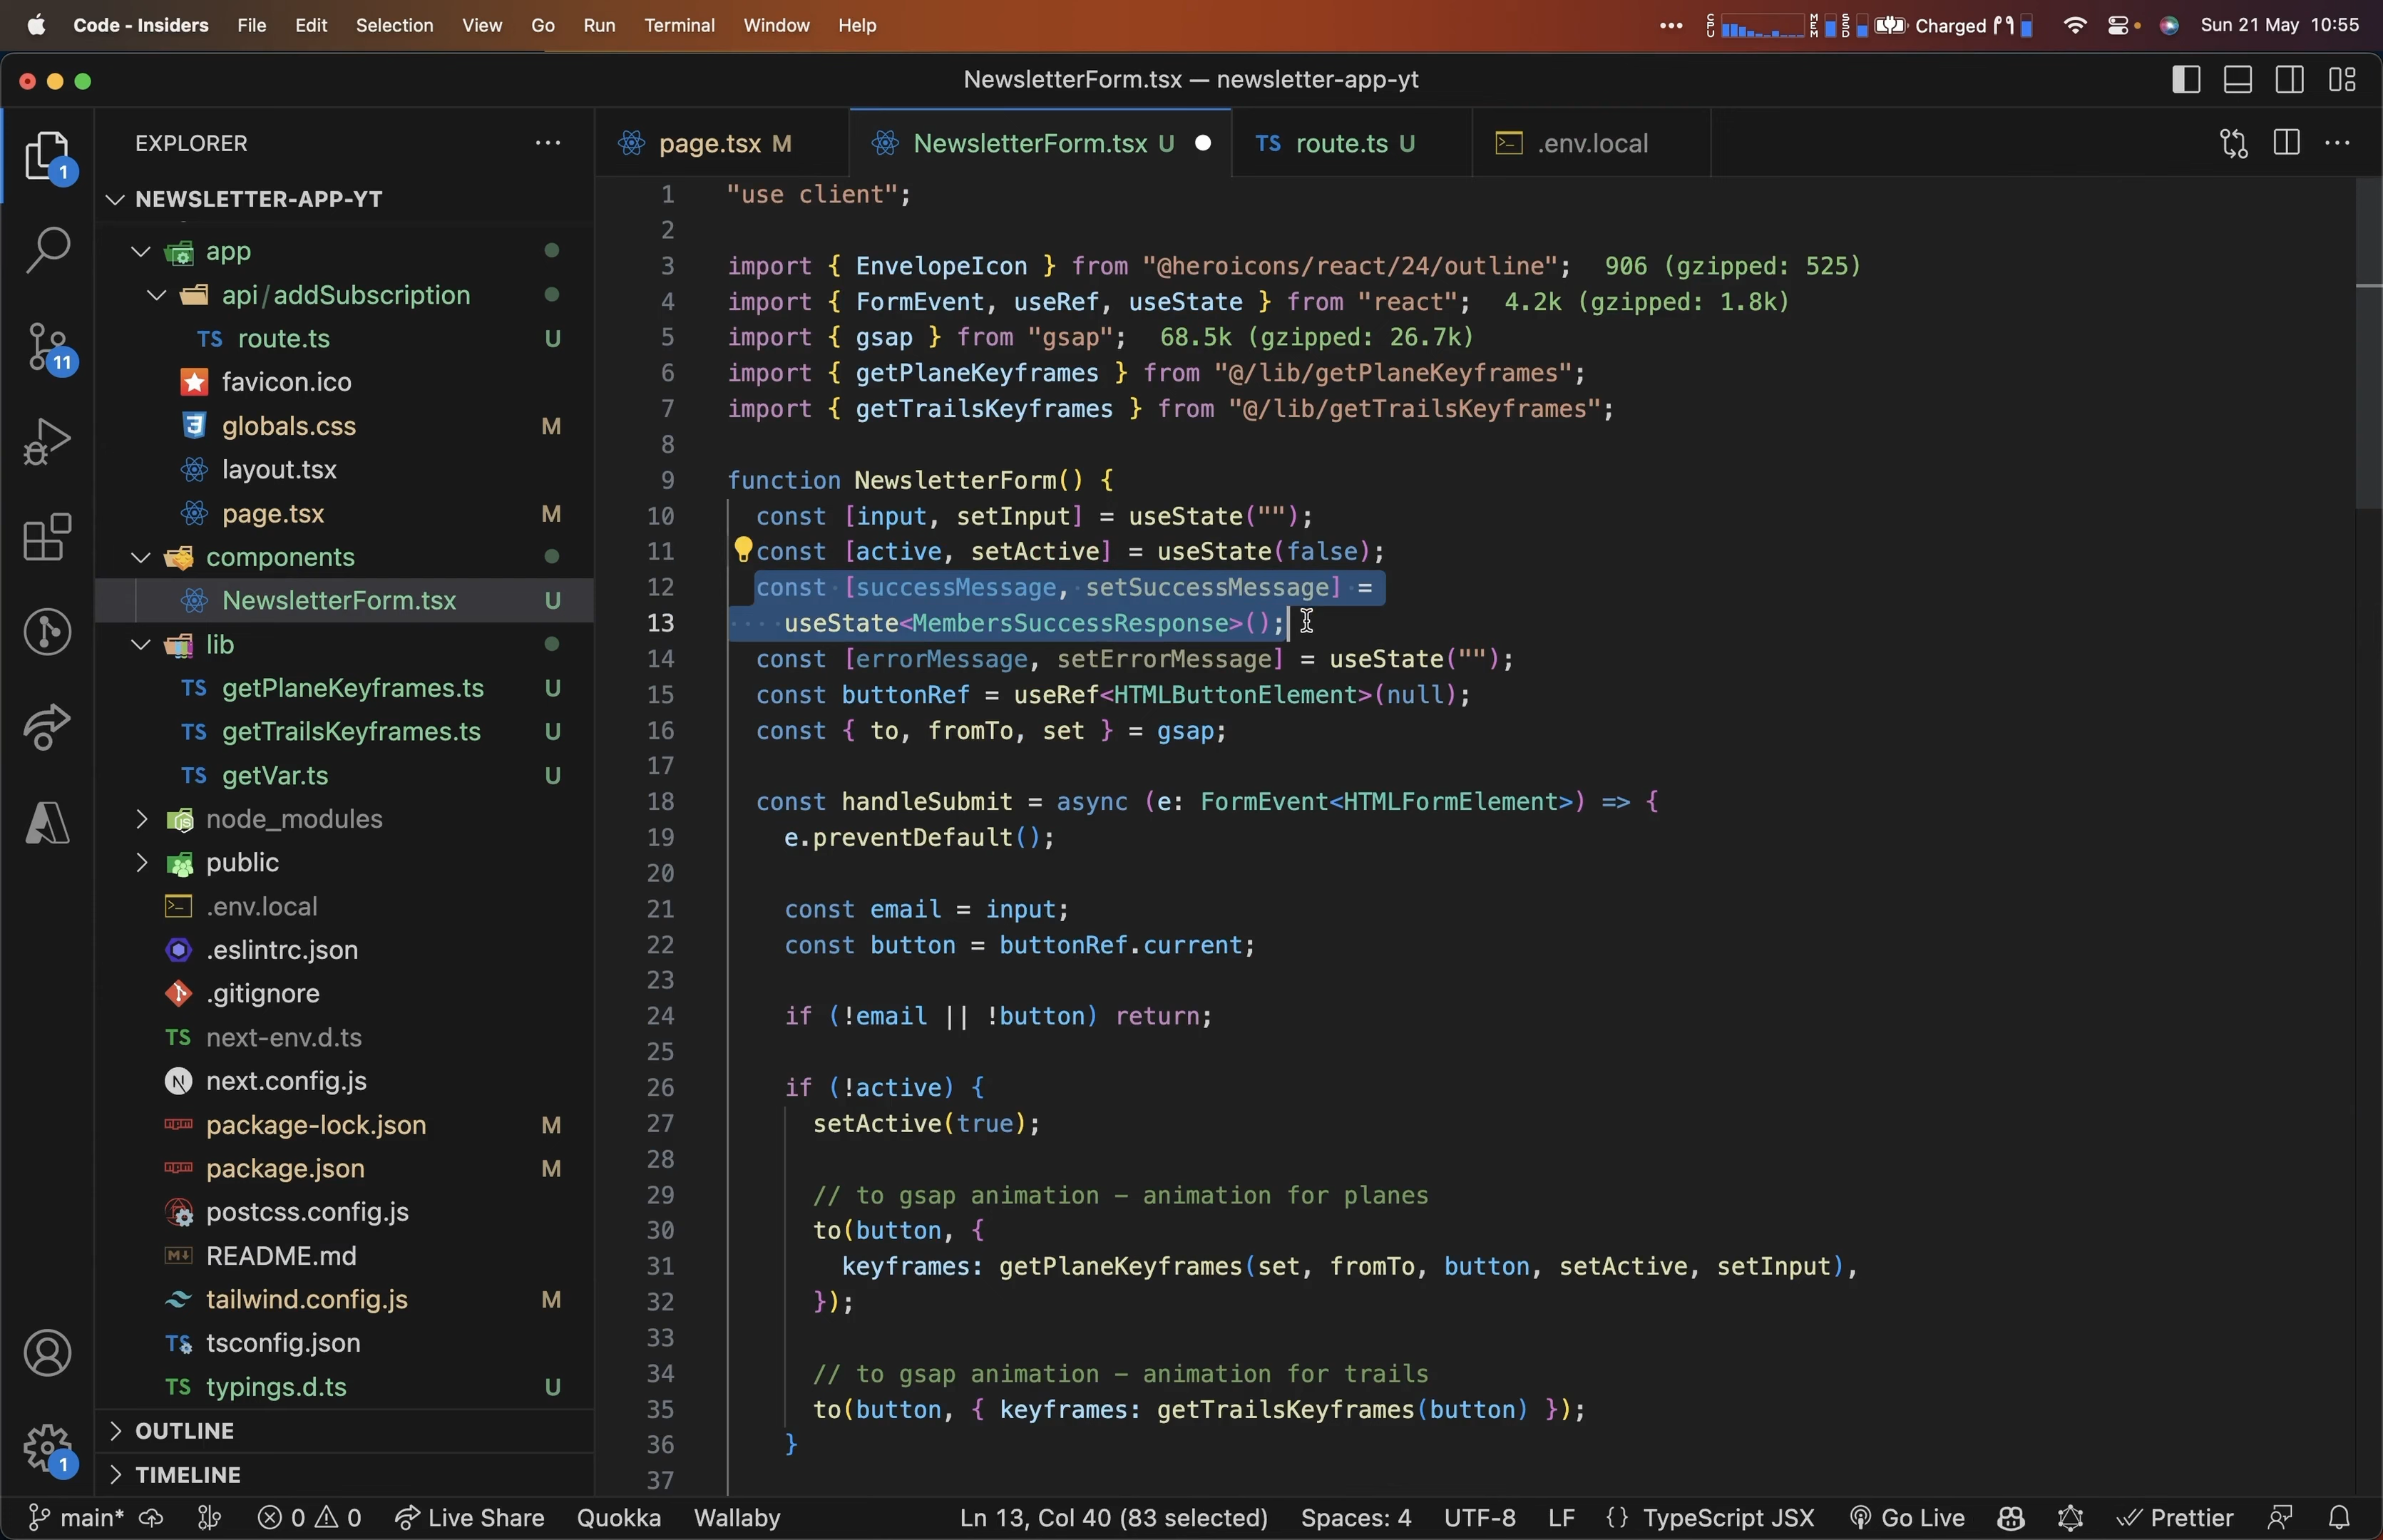 Code - Insiders File Edit Selection View Go Run Terminal Window Help ••• CPU MEM SSD Charged Sun 21 May 10:55
NewsletterForm.tsx — newsletter-app-yt
EXPLORER ···
page.tsx M NewsletterForm.tsx U TS route.ts U .env.local ···
1
11
1
NEWSLETTER-APP-YT
app
api/addSubscription
TS route.ts U
favicon.ico
globals.css M
layout.tsx
page.tsx M
components
NewsletterForm.tsx U
lib
TS getPlaneKeyframes.ts U
TS getTrailsKeyframes.ts U
TS getVar.ts U
node_modules
public
.env.local
.eslintrc.json
.gitignore
TS next-env.d.ts
N next.config.js
package-lock.json M
package.json M
postcss.config.js
README.md
tailwind.config.js M
TS tsconfig.json
TS typings.d.ts U
OUTLINE
TIMELINE
1 "use client";
2
3 import { EnvelopeIcon } from "@heroicons/react/24/outline"; 906 (gzipped: 525)
4 import { FormEvent, useRef, useState } from "react"; 4.2k (gzipped: 1.8k)
5 import { gsap } from "gsap"; 68.5k (gzipped: 26.7k)
6 import { getPlaneKeyframes } from "@/lib/getPlaneKeyframes";
7 import { getTrailsKeyframes } from "@/lib/getTrailsKeyframes";
8
9 function NewsletterForm() {
10 const [input, setInput] = useState("");
11 const [active, setActive] = useState(false);
12 const [successMessage, setSuccessMessage] =
13 useState<MembersSuccessResponse>();
14 const [errorMessage, setErrorMessage] = useState("");
15 const buttonRef = useRef<HTMLButtonElement>(null);
16 const { to, fromTo, set } = gsap;
17
18 const handleSubmit = async (e: FormEvent<HTMLFormElement>) => {
19 e.preventDefault();
20
21 const email = input;
22 const button = buttonRef.current;
23
24 if (!email || !button) return;
25
26 if (!active) {
27 setActive(true);
28
29 // to gsap animation – animation for planes
30 to(button, {
31 keyframes: getPlaneKeyframes(set, fromTo, button, setActive, setInput),
32 });
33
34 // to gsap animation – animation for trails
35 to(button, { keyframes: getTrailsKeyframes(button) });
36 }
37
main* 0 0 Live Share Quokka Wallaby Ln 13, Col 40 (83 selected) Spaces: 4 UTF-8 LF {} TypeScript JSX Go Live Prettier